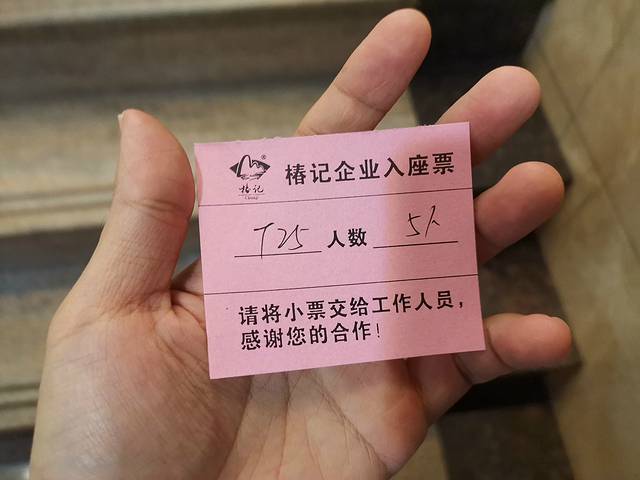 椿记企业入座票
椿记
T25 人数 5人
请将小票交给工作人员，
感谢您的合作！